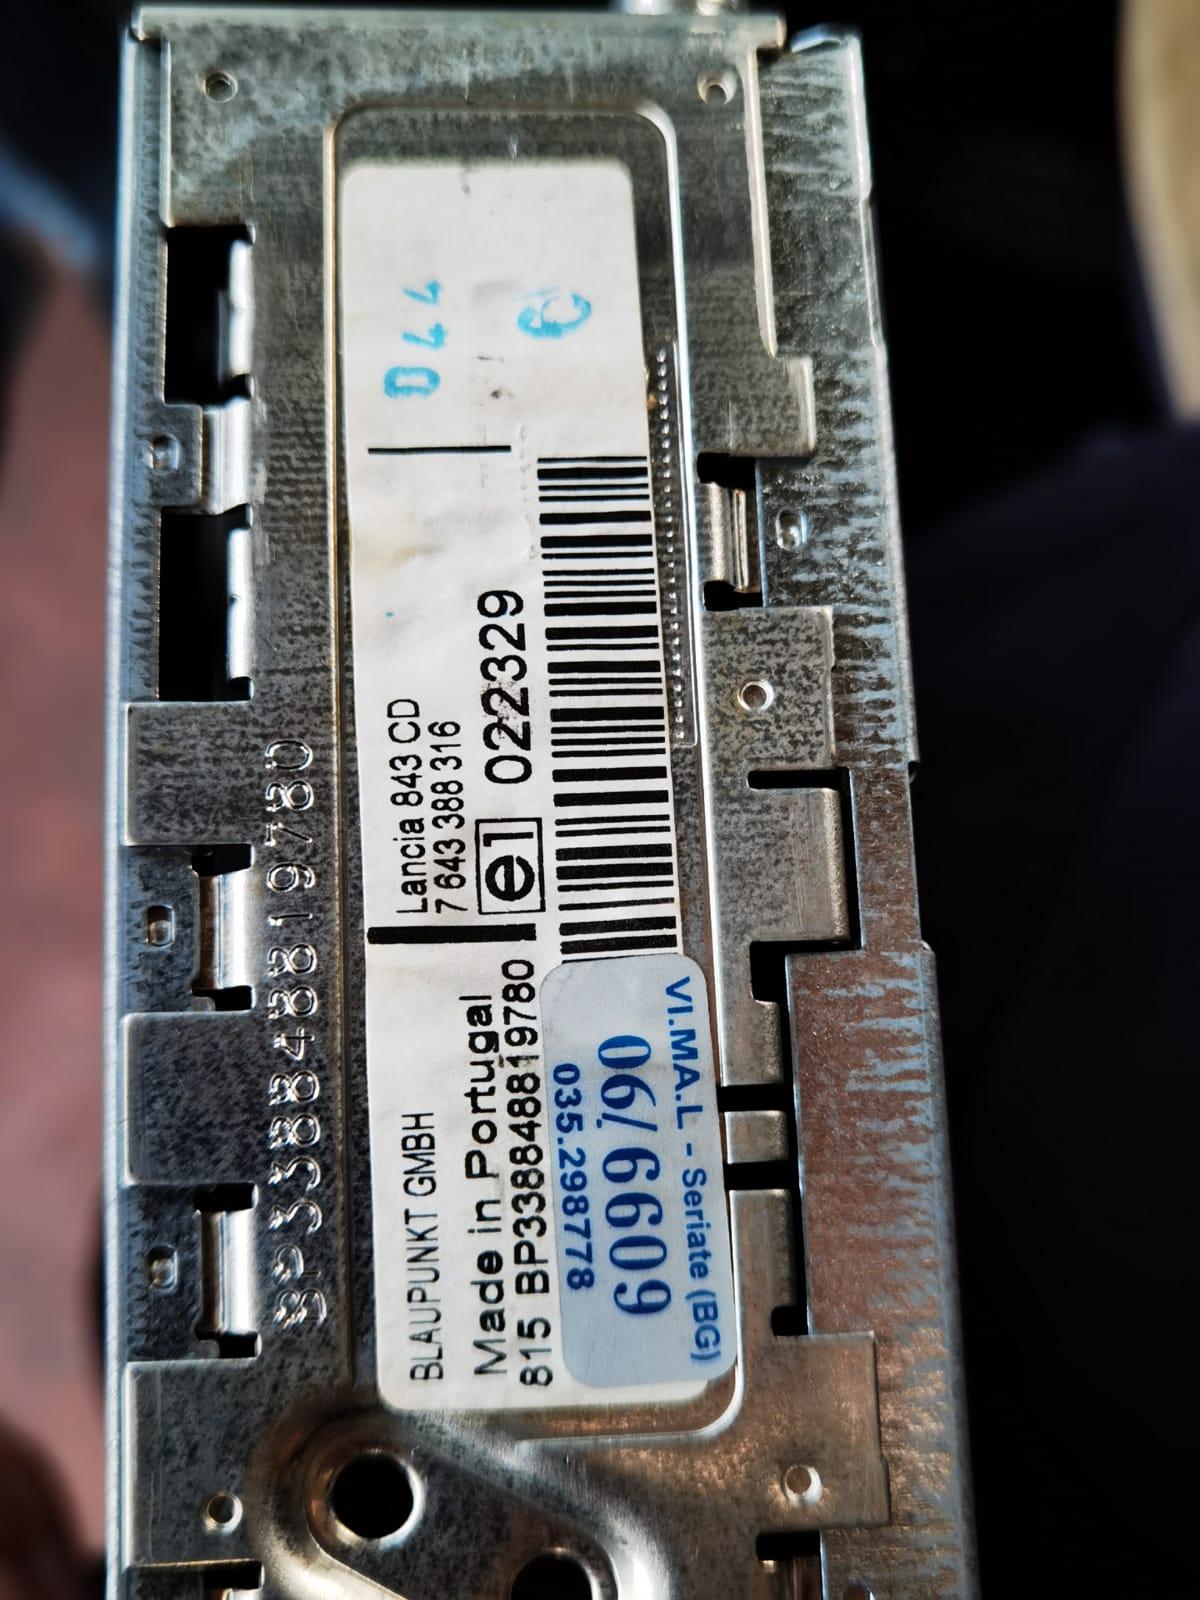 BP3388488819780
BLAUPUNKT GMBH
Made in Portugal
815 BP3388488819780
Lancia 843 CD
7 643 388 316
e1 022329
044
C
VI.MA.L - Seriate (BG)
06/6609
035.298778